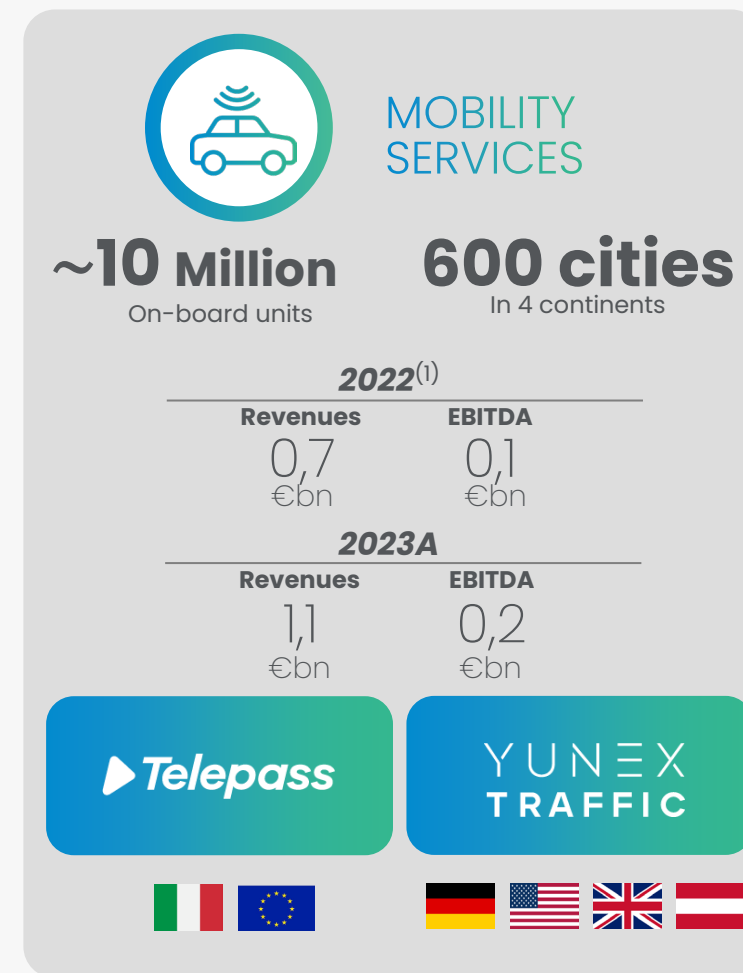 MOBILITY
SERVICES
~10 Million
On-board units
600 cities
In 4 continents
2022(1)
Revenues EBITDA
0,7 0,1
€bn €bn
2023A
Revenues EBITDA
1,1 0,2
€bn €bn
Telepass
YUNEX
TRAFFIC